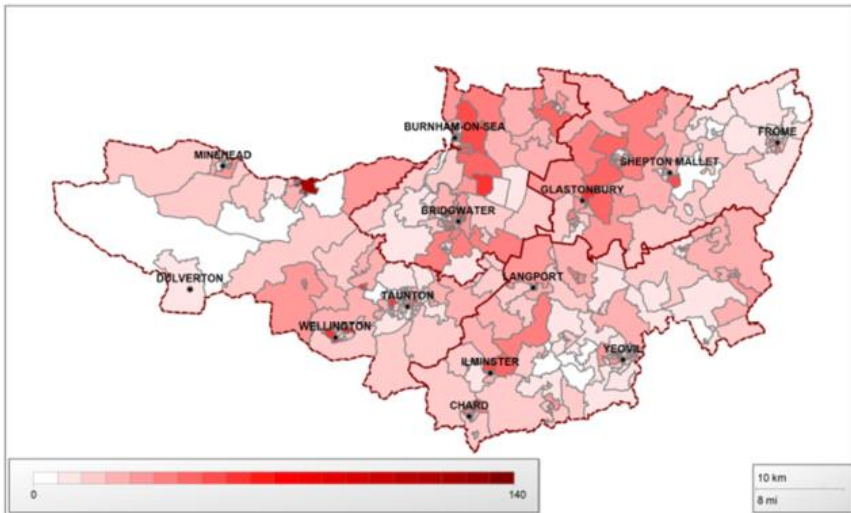 BURNHAM-ON-SEA
FROME
MINEHEAD
SHEPTON MALLET
GLASTONBURY
BRIDGWATER
LANGPORT
DULVERTON
TAUNTON
WELLINGTON
YEOVIL
ILMINSTER
CHARD
0
140
10 km
8 mi